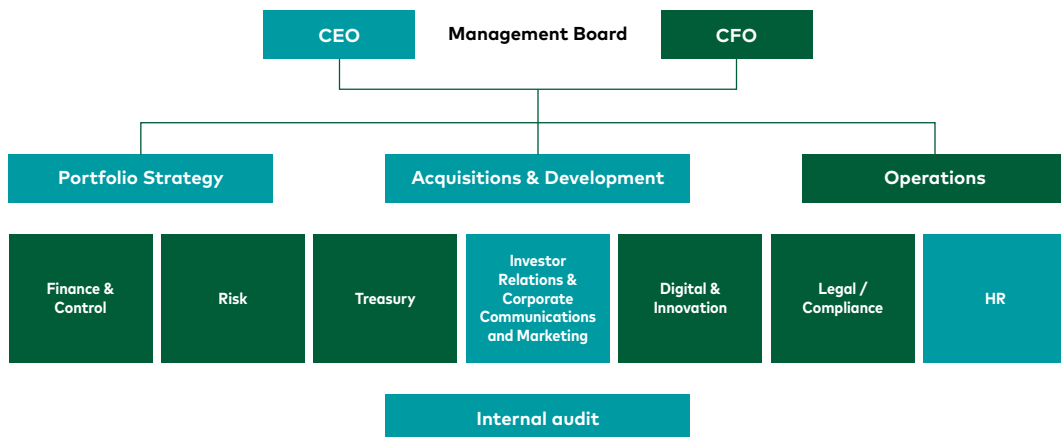 CEO
Management Board
CFO
Portfolio Strategy
Acquisitions & Development
Operations
Finance &
Control
Risk
Treasury
Investor
Relations &
Corporate
Communications
and Marketing
Digital &
Innovation
Legal /
Compliance
HR
Internal audit